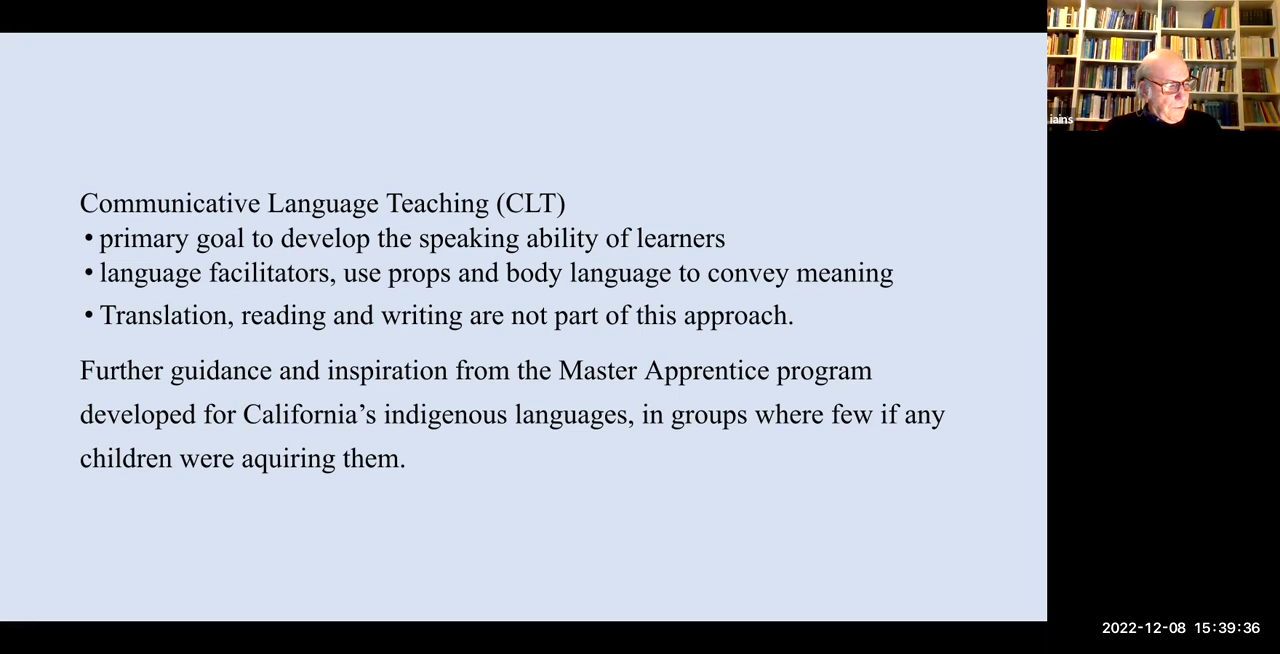 Communicative Language Teaching (CLT)
• primary goal to develop the speaking ability of learners
• language facilitators, use props and body language to convey meaning
• Translation, reading and writing are not part of this approach.
Further guidance and inspiration from the Master Apprentice program
developed for California’s indigenous languages, in groups where few if any
children were aquiring them.
iains
2022-12-08 15:39:36